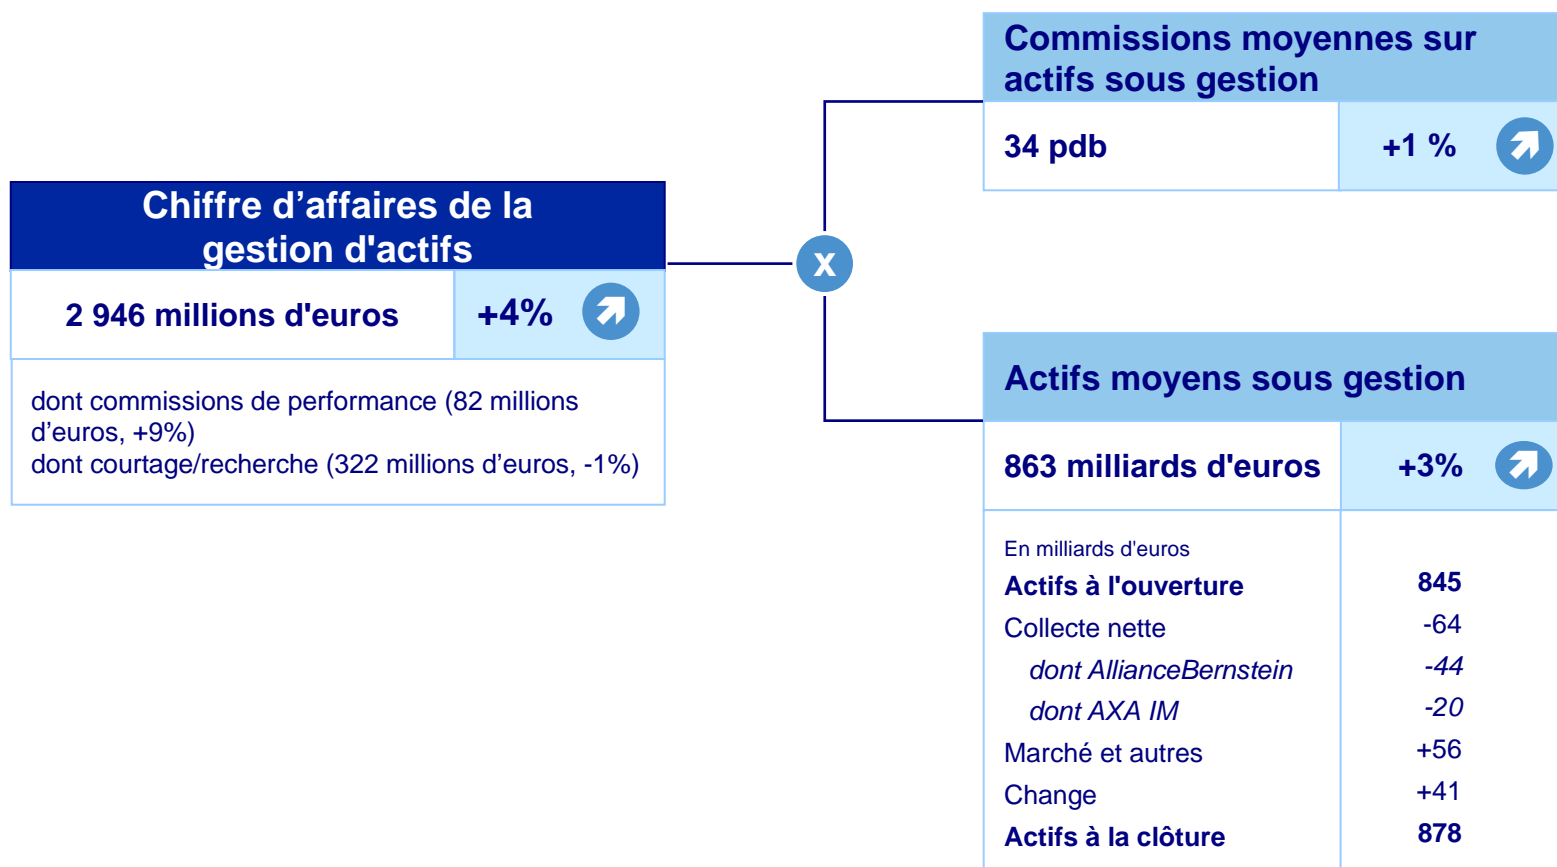 Chiffre d’affaires de la
gestion d'actifs
2 946 millions d'euros +4%
dont commissions de performance (82 millions
d’euros, +9%)
dont courtage/recherche (322 millions d’euros, -1%)
X
Commissions moyennes sur
actifs sous gestion
34 pdb +1 %
Actifs moyens sous gestion
863 milliards d'euros +3%
En milliards d'euros
Actifs à l'ouverture 845
Collecte nette -64
dont AllianceBernstein -44
dont AXA IM -20
Marché et autres +56
Change +41
Actifs à la clôture 878